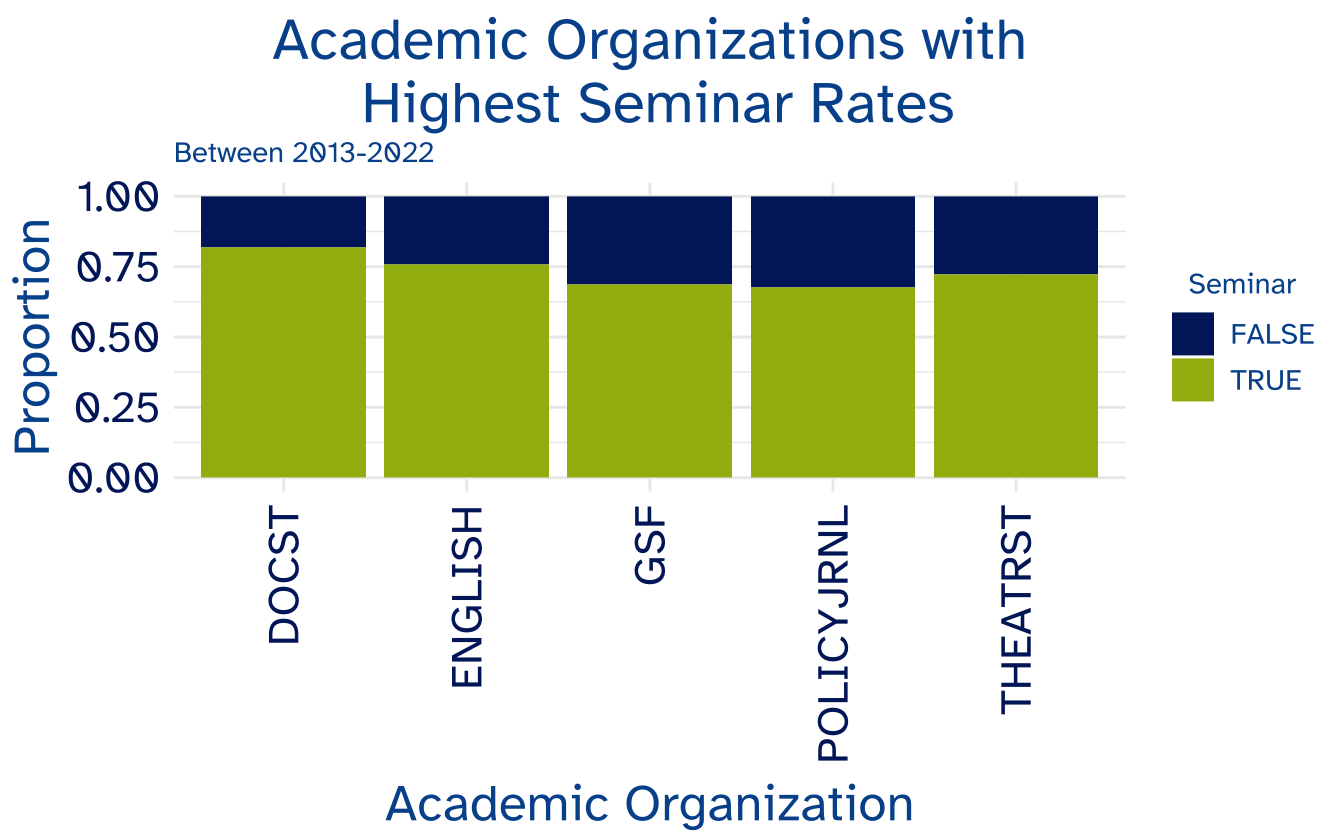 Academic Organizations with
Highest Seminar Rates
Between 2013-2022
Proportion
1.00
0.75
0.50
0.25
0.00
DOCST
ENGLISH
GSF
POLICYJRNL
THEATRST
Academic Organization
Seminar
FALSE
TRUE